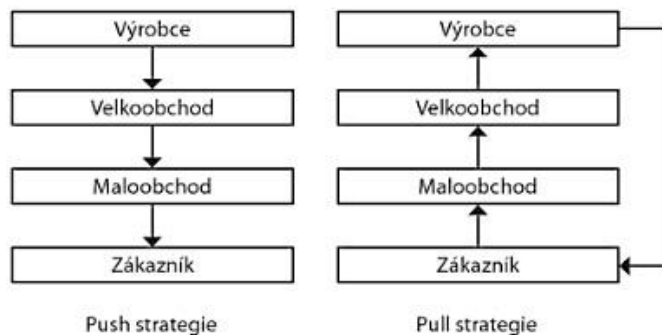 Výrobce
Velkoobchod
Maloobchod
Zákazník
Push strategie
Výrobce
Velkoobchod
Maloobchod
Zákazník
Pull strategie